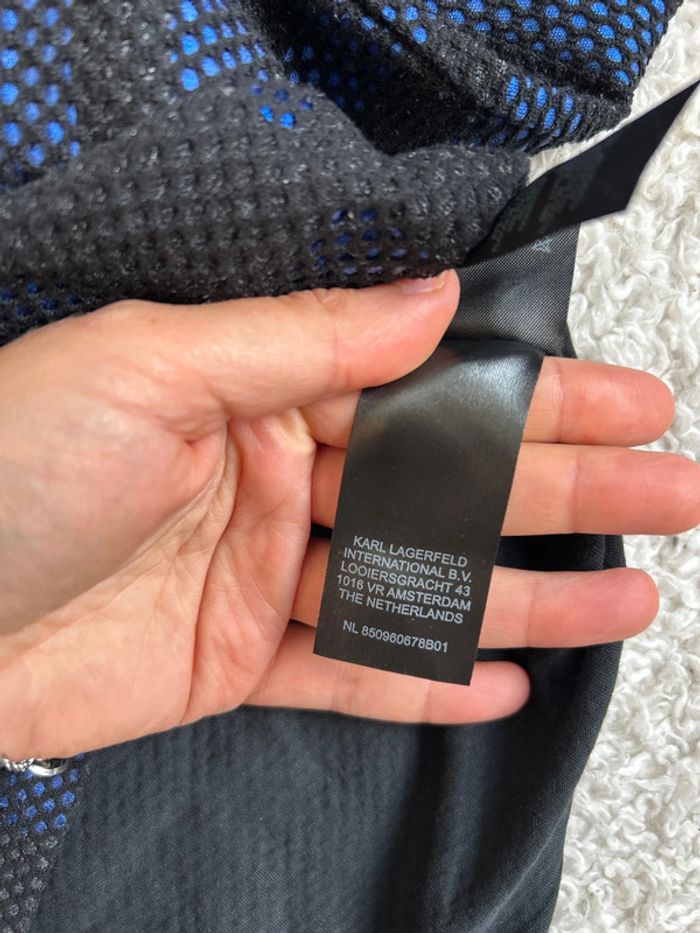 KARL LAGERFELD
INTERNATIONAL B.V.
LOOIERSGRACHT 43
1016 VR AMSTERDAM
THE NETHERLANDS
NL 850960678B01